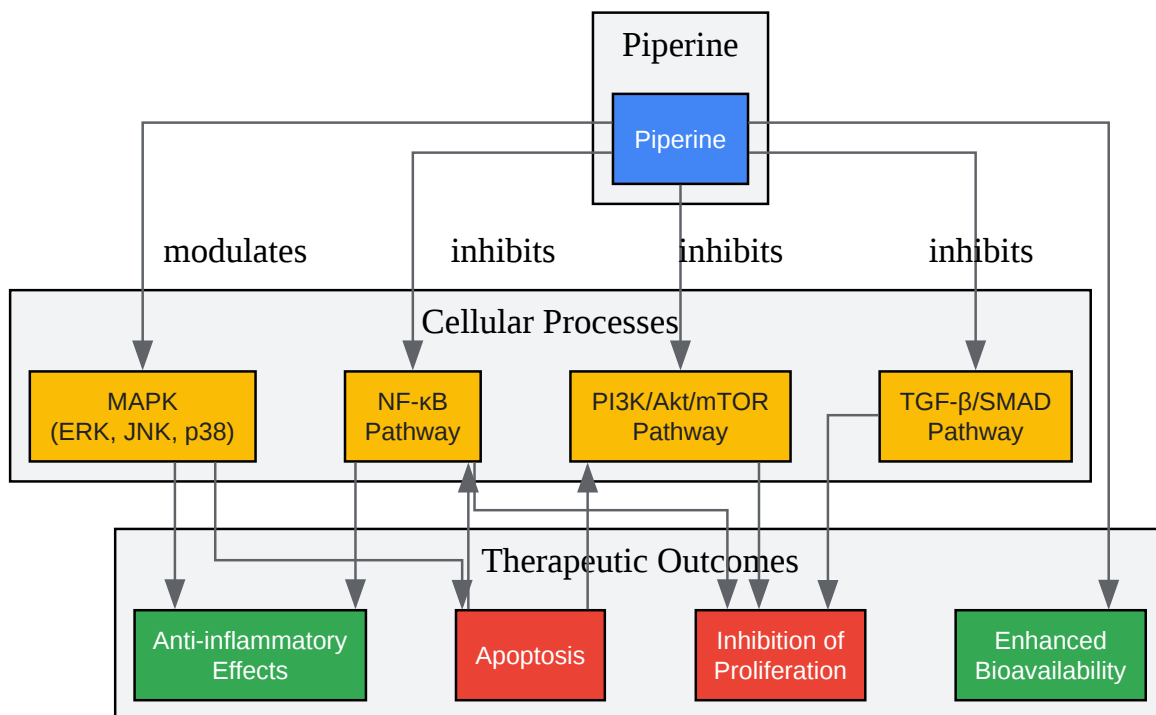 Piperine
Piperine
modulates
inhibits
inhibits
inhibits
Cellular Processes
MAPK
(ERK, JNK, p38)
NF-κB
Pathway
PI3K/Akt/mTOR
Pathway
TGF-β/SMAD
Pathway
Therapeutic Outcomes
Anti-inflammatory
Effects
Apoptosis
Inhibition of
Proliferation
Enhanced
Bioavailability